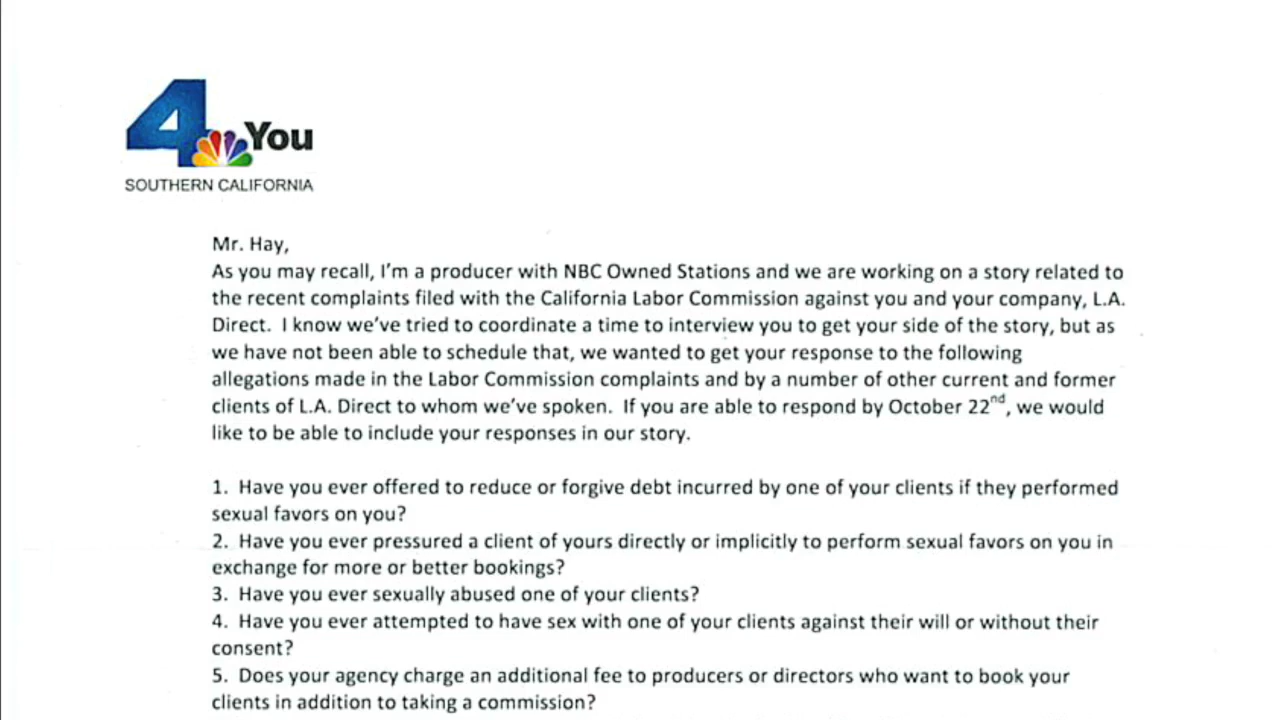 4 You
SOUTHERN CALIFORNIA
Mr. Hay,
As you may recall, I'm a producer with NBC Owned Stations and we are working on a story related to
the recent complaints filed with the California Labor Commission against you and your company, L.A.
Direct.  I know we've tried to coordinate a time to interview you to get your side of the story, but as
we have not been able to schedule that, we wanted to get your response to the following
allegations made in the Labor Commission complaints and by a number of other current and former
clients of L.A. Direct to whom we've spoken.  If you are able to respond by October 22nd, we would
like to be able to include your responses in our story.
1.  Have you ever offered to reduce or forgive debt incurred by one of your clients if they performed
sexual favors on you?
2.  Have you ever pressured a client of yours directly or implicitly to perform sexual favors on you in
exchange for more or better bookings?
3.  Have you ever sexually abused one of your clients?
4.  Have you ever attempted to have sex with one of your clients against their will or without their
consent?
5.  Does your agency charge an additional fee to producers or directors who want to book your
clients in addition to taking a commission?